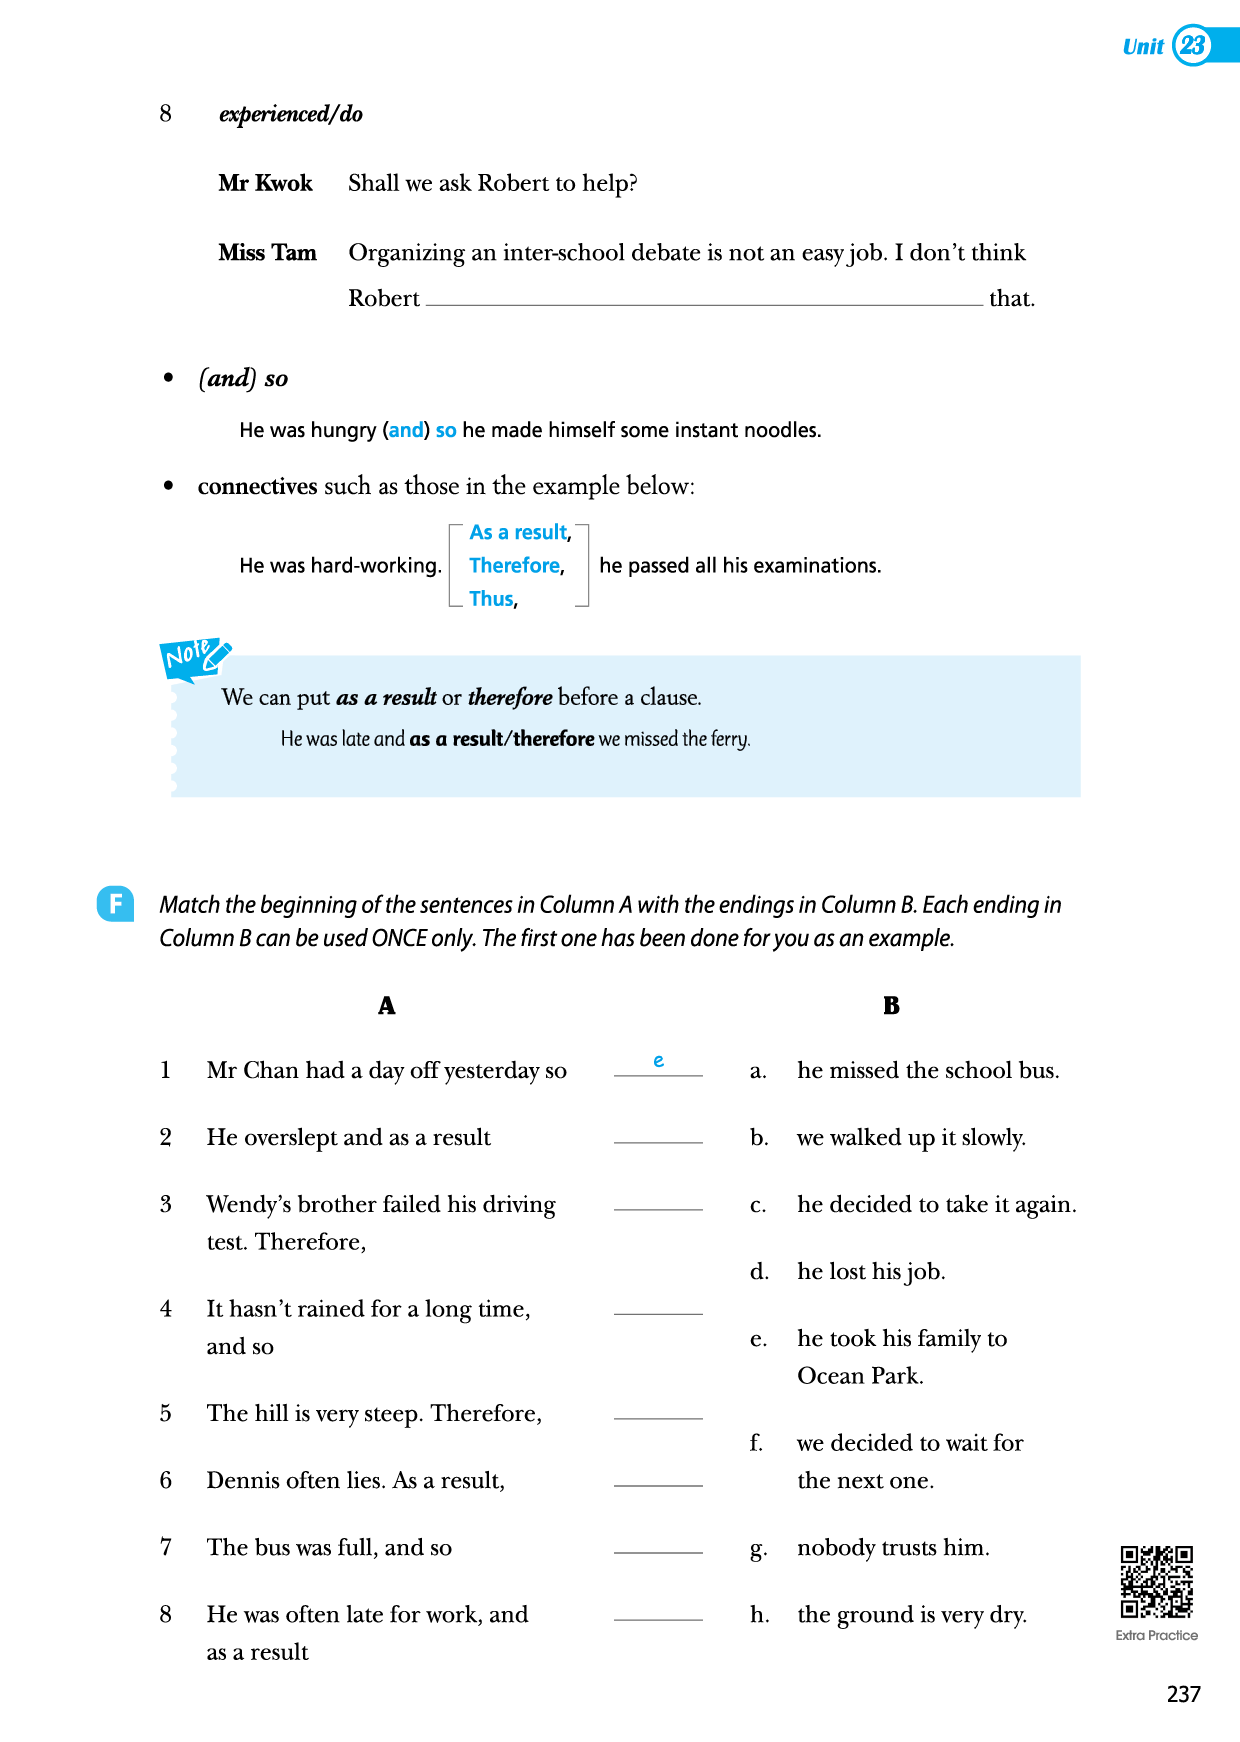 Unit 23
8 experienced/do
Mr Kwok Shall we ask Robert to help?
Miss Tam Organizing an inter-school debate is not an easy job. I don't think
Robert ______ that.
• (and) so
He was hungry (and) so he made himself some instant noodles.
• connectives such as those in the example below:
As a result,
He was hard-working. Therefore, he passed all his examinations.
Thus,
Note
We can put as a result or therefore before a clause.
He was late and as a result/therefore we missed the ferry.
F Match the beginning of the sentences in Column A with the endings in Column B. Each ending in
Column B can be used ONCE only. The first one has been done for you as an example.
A B
1 Mr Chan had a day off yesterday so e a. he missed the school bus.
2 He overslept and as a result ______ b. we walked up it slowly.
3 Wendy's brother failed his driving ______ c. he decided to take it again.
test. Therefore,
d. he lost his job.
4 It hasn't rained for a long time, ______
and so
e. he took his family to
Ocean Park.
5 The hill is very steep. Therefore, ______
f. we decided to wait for
6 Dennis often lies. As a result, ______ the next one.
7 The bus was full, and so ______ g. nobody trusts him.
8 He was often late for work, and ______ h. the ground is very dry.
as a result
Extra Practice
237